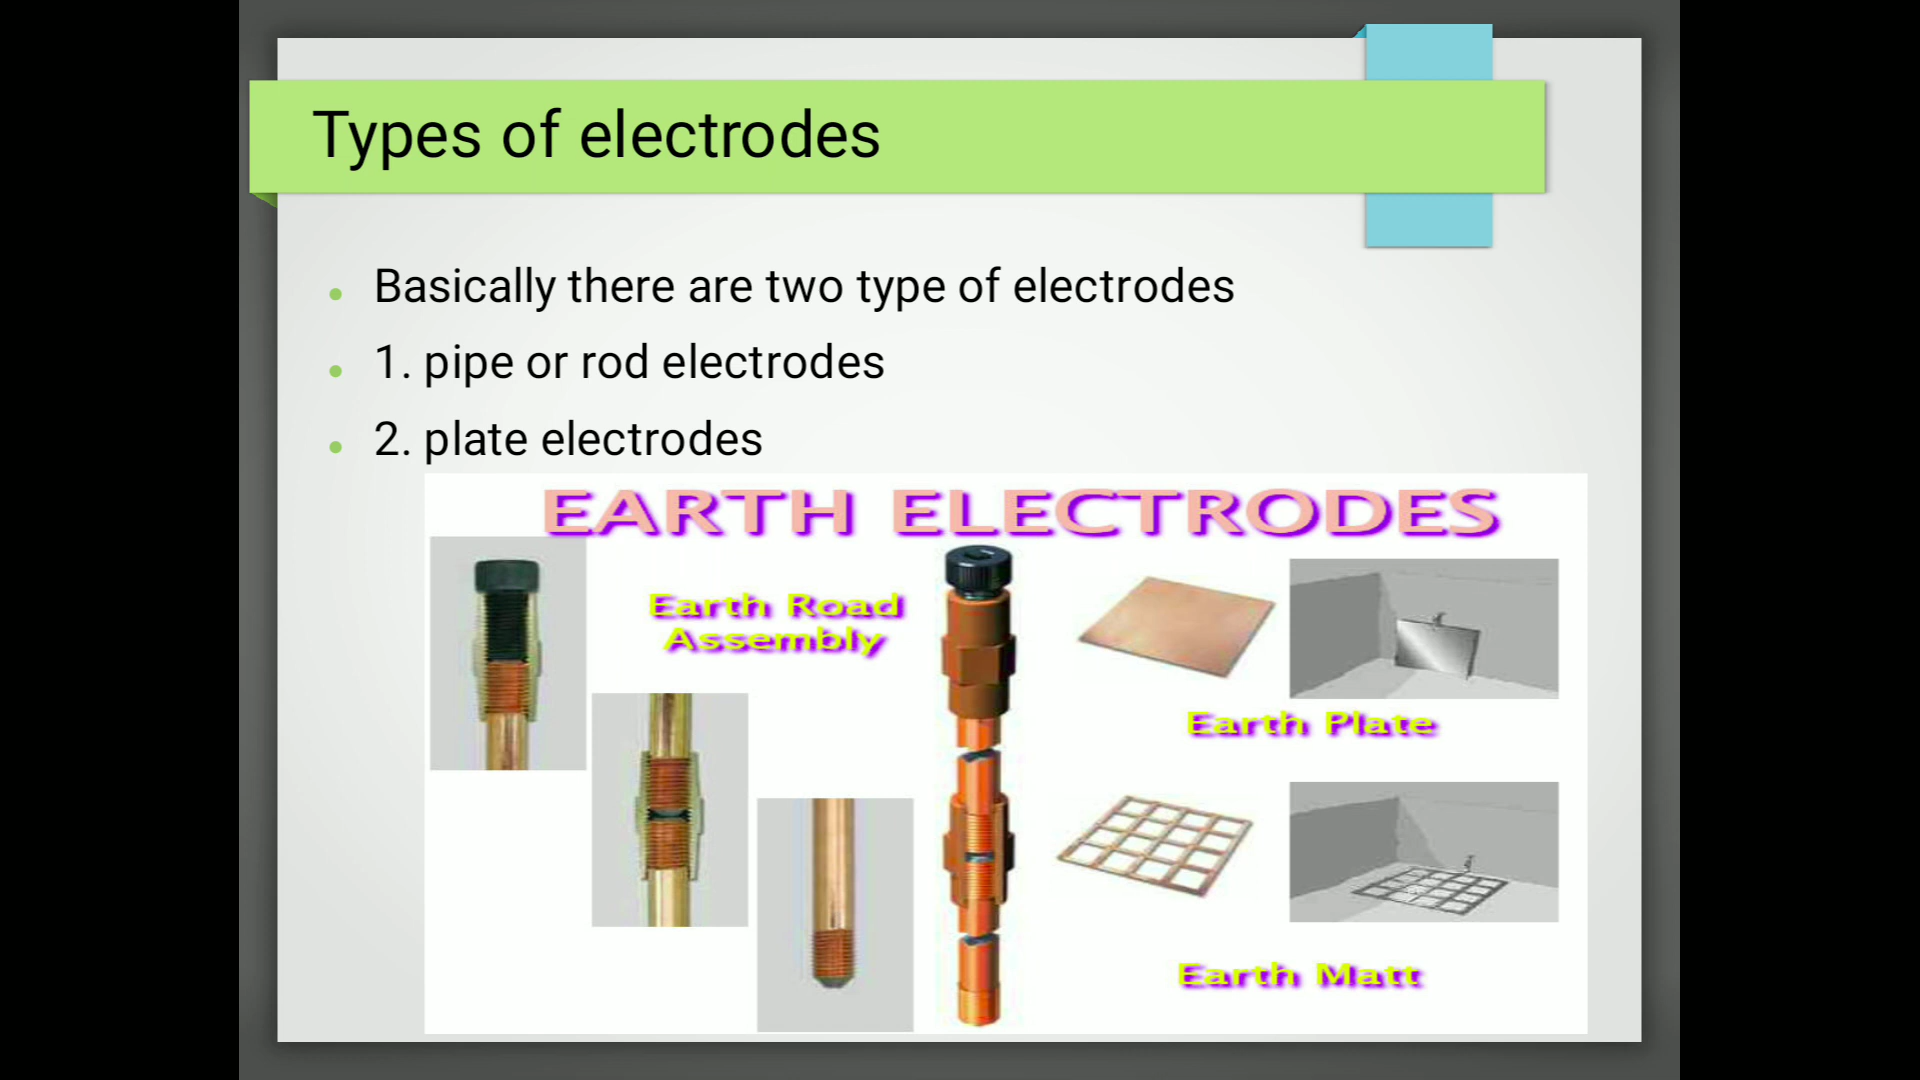 Types of electrodes
Basically there are two type of electrodes
1. pipe or rod electrodes
2. plate electrodes
EARTH ELECTRODES
Earth Road
Assembly
Earth Plate
Earth Matt